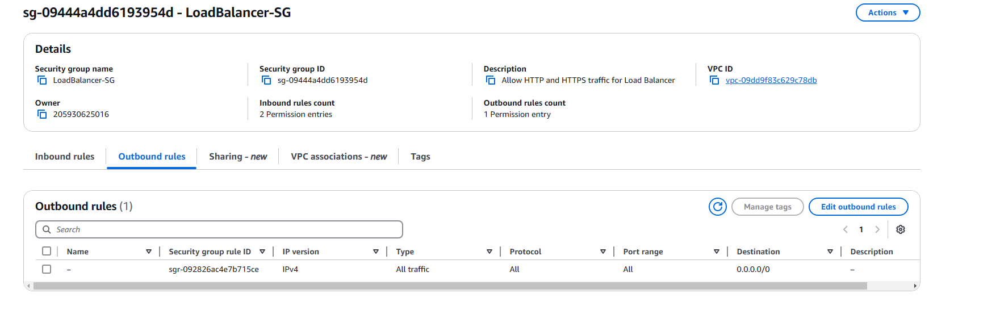 sg-09444a4dd6193954d - LoadBalancer-SG
Actions
Details
Security group name
LoadBalancer-SG
Security group ID
sg-09444a4dd6193954d
Description
Allow HTTP and HTTPS traffic for Load Balancer
VPC ID
vpc-09dd9f83c629c78db
Owner
205930625016
Inbound rules count
2 Permission entries
Outbound rules count
1 Permission entry
Inbound rules
Outbound rules
Sharing - new
VPC associations - new
Tags
Outbound rules (1)
Manage tags
Edit outbound rules
Search
1
Name Security group rule ID IP version Type Protocol Port range Destination Description
– sgr-092826ac4e7b715ce IPv4 All traffic All All 0.0.0.0/0 –